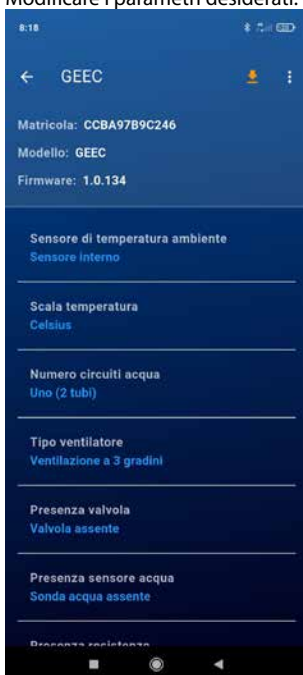 Modificare i parametri desiderati.
8:18
GEEC
Matricola: CCBA97B9C246
Modello: GEEC
Firmware: 1.0.134
Sensore di temperatura ambiente
Sensore interno
Scala temperatura
Celsius
Numero circuiti acqua
Uno (2 tubi)
Tipo ventilatore
Ventilazione a 3 gradini
Presenza valvola
Valvola assente
Presenza sensore acqua
Sonda acqua assente
Presenza resistenze